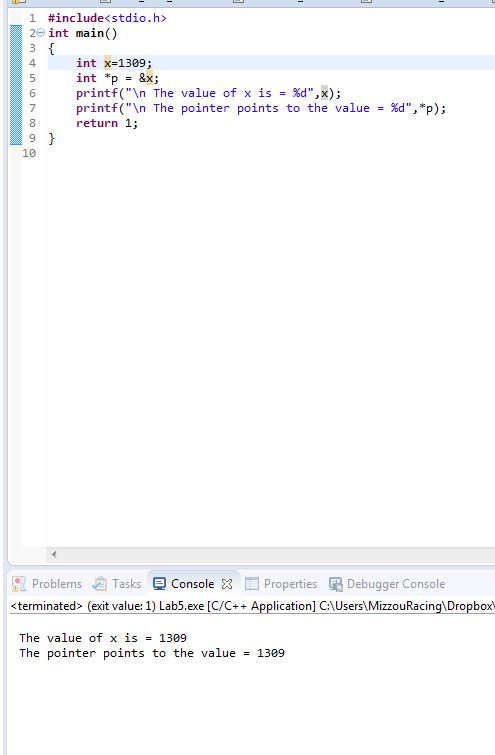 1 #include<stdio.h>
2 int main()
3 {
4 int x=1309;
5 int *p = &x;
6 printf("\n The value of x is = %d",x);
7 printf("\n The pointer points to the value = %d",*p);
8 return 1;
9 }
10
Problems Tasks Console Properties Debugger Console
<terminated> (exit value: 1) Lab5.exe [C/C++ Application] C:\Users\MizzouRacing\Dropbox\
The value of x is = 1309
The pointer points to the value = 1309